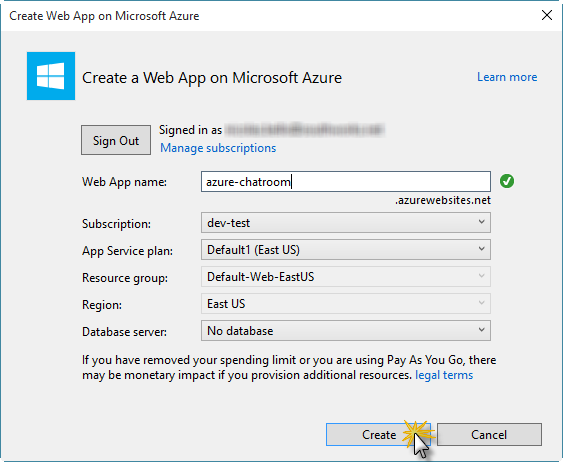 Create Web App on Microsoft Azure
Create a Web App on Microsoft Azure
Learn more
Sign Out
Signed in as
Manage subscriptions
Web App name:
azure-chatroom
.azurewebsites.net
Subscription:
dev-test
App Service plan:
Default1 (East US)
Resource group:
Default-Web-EastUS
Region:
East US
Database server:
No database
If you have removed your spending limit or you are using Pay As You Go, there
may be monetary impact if you provision additional resources. legal terms
Create
Cancel